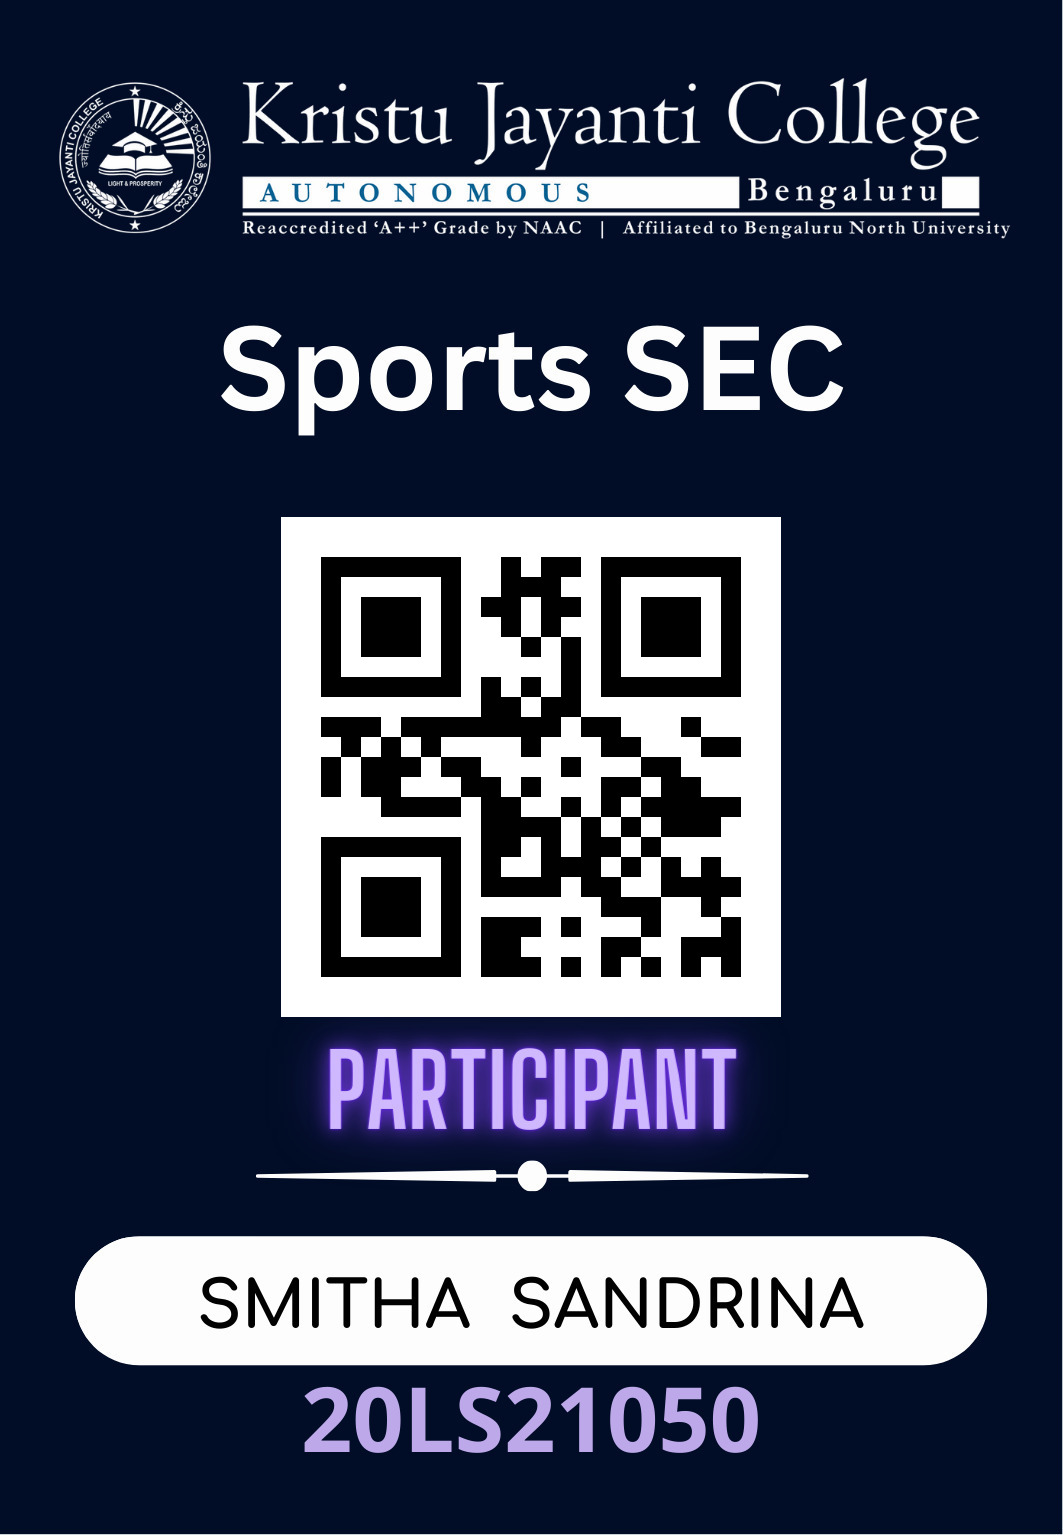 Kristu Jayanti College
AUTONOMOUS Bengaluru
Reaccredited ‘A++’ Grade by NAAC | Affiliated to Bengaluru North University
KRISTU JAYANTI COLLEGE
ಕ್ರಿಸ್ತು ಜಯಂತಿ ಕಾಲೇಜು
LIGHT & PROSPERITY
Sports SEC
PARTICIPANT
SMITHA SANDRINA
20LS21050